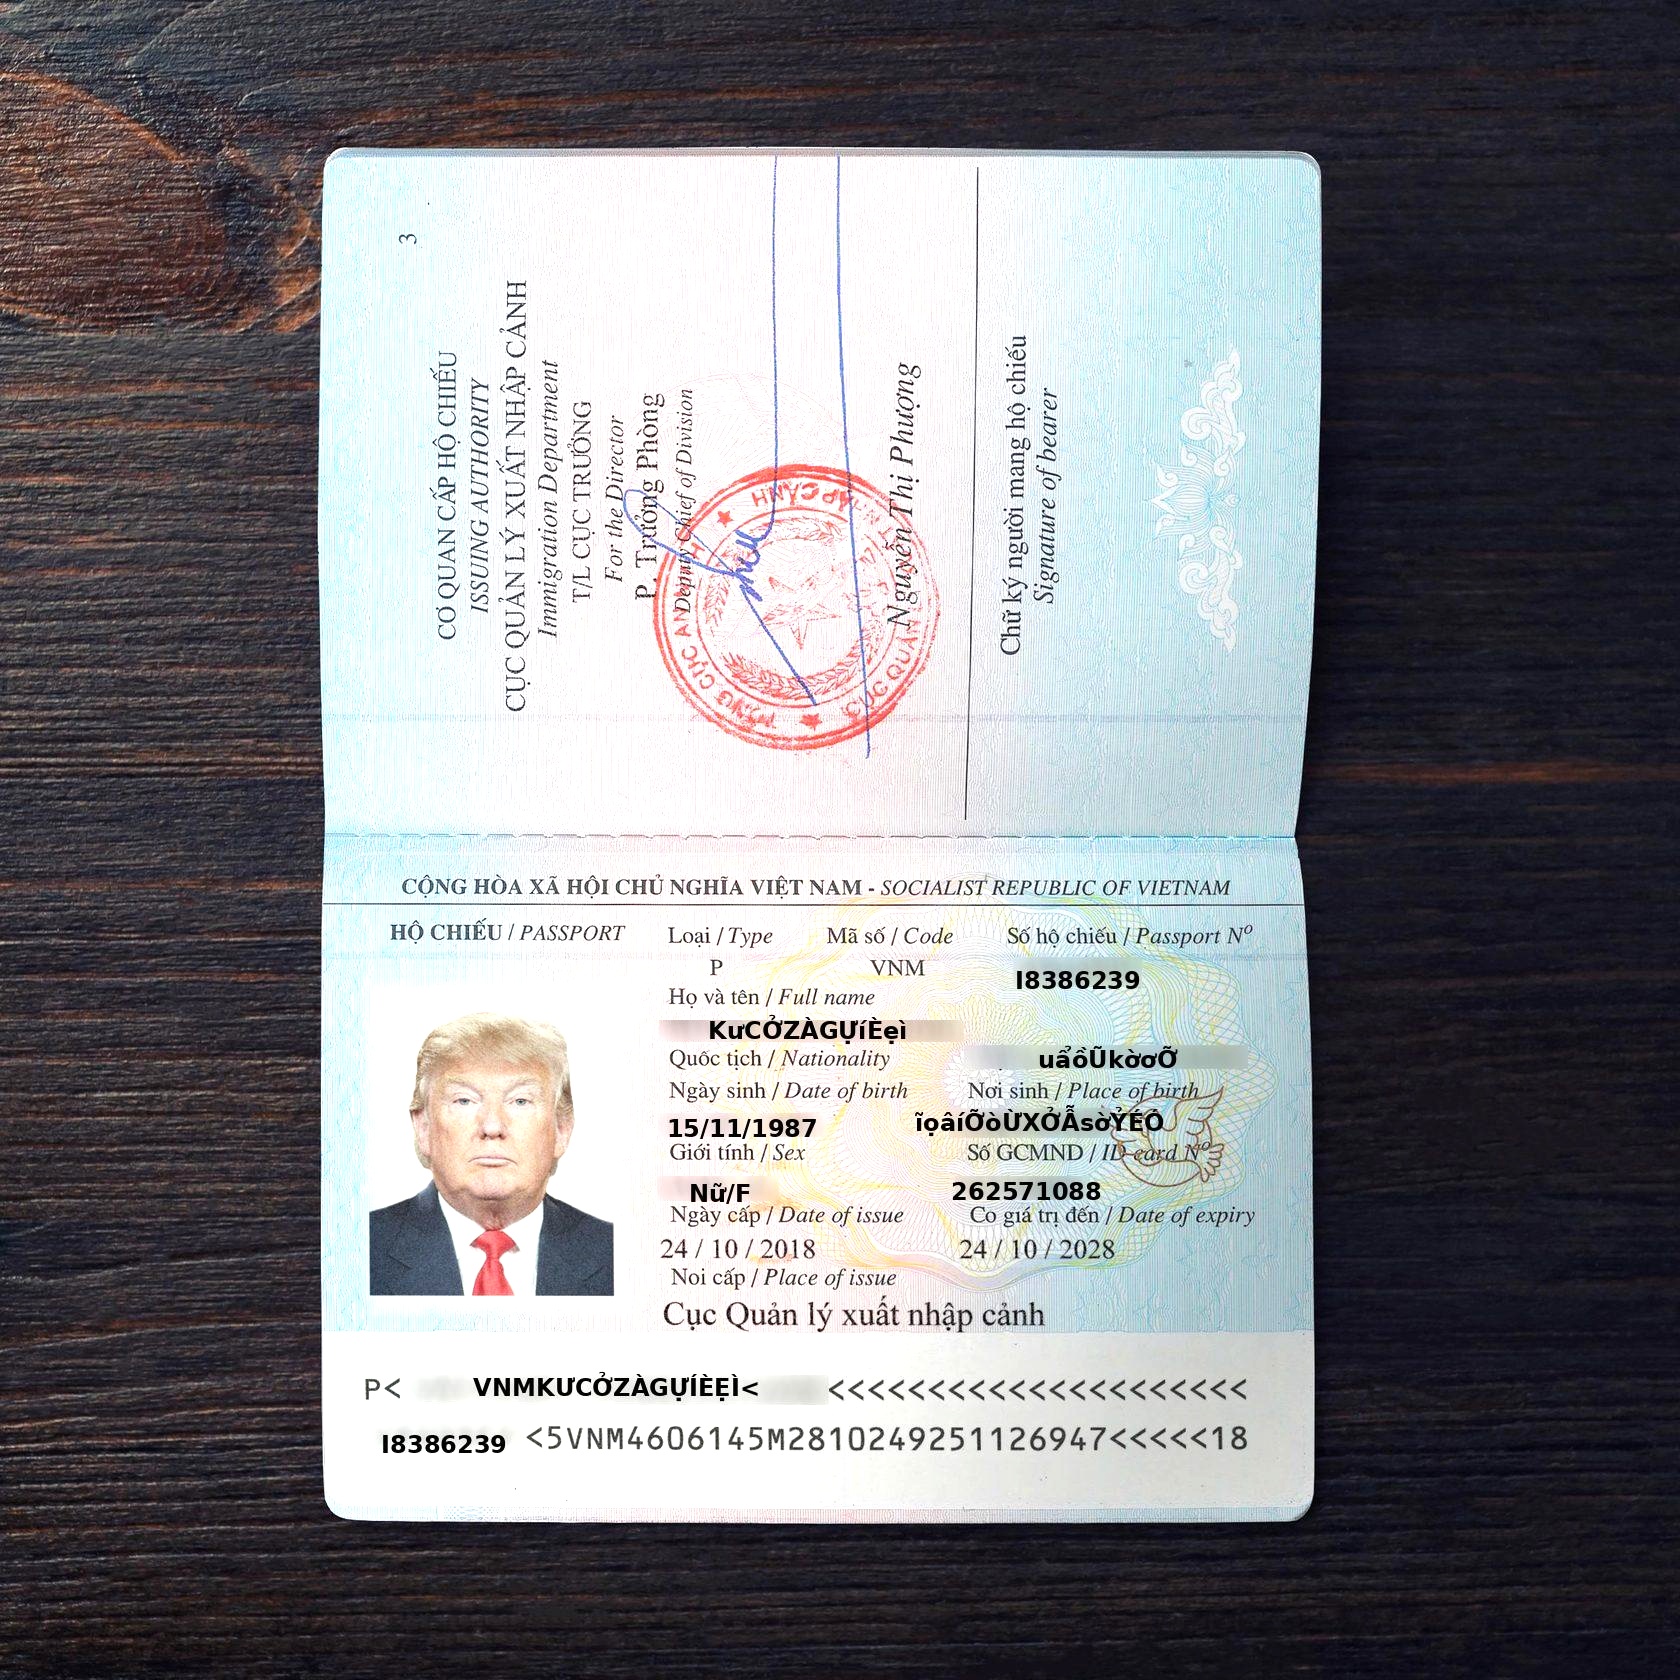 3
CƠ QUAN CẤP HỘ CHIẾU
ISSUING AUTHORITY
CỤC QUẢN LÝ XUẤT NHẬP CẢNH
Immigration Department
T/L CỤC TRƯỞNG
For the Director
P. Trưởng Phòng
Deputy Chief of Division
Nguyễn Thị Phượng
Chữ ký người mang hộ chiếu
Signature of bearer
CỘNG HÒA XÃ HỘI CHỦ NGHĨA VIỆT NAM - SOCIALIST REPUBLIC OF VIETNAM
HỘ CHIẾU / PASSPORT Loại / Type Mã số / Code Số hộ chiếu / Passport Nº
P VNM I8386239
Họ và tên / Full name
KưCỞZÀGỰíÈẹì
Quốc tịch / Nationality uẩồŨkờơỠ
Ngày sinh / Date of birth Nơi sinh / Place of birth
15/11/1987 ĩọâíỠòỪXỞẪsờỶÉÓ
Giới tính / Sex Số GCMND / ID card Nº
Nữ/F 262571088
Ngày cấp / Date of issue Co giá trị đến / Date of expiry
24 / 10 / 2018 24 / 10 / 2028
Noi cấp / Place of issue
Cục Quản lý xuất nhập cảnh
P< VNMKƯCỞZÀGỰÍÈẸÌ< <<<<<<<<<<<<<<<<<<<<<<
I8386239 <5VNM4606145M2810249251126947<<<<<18